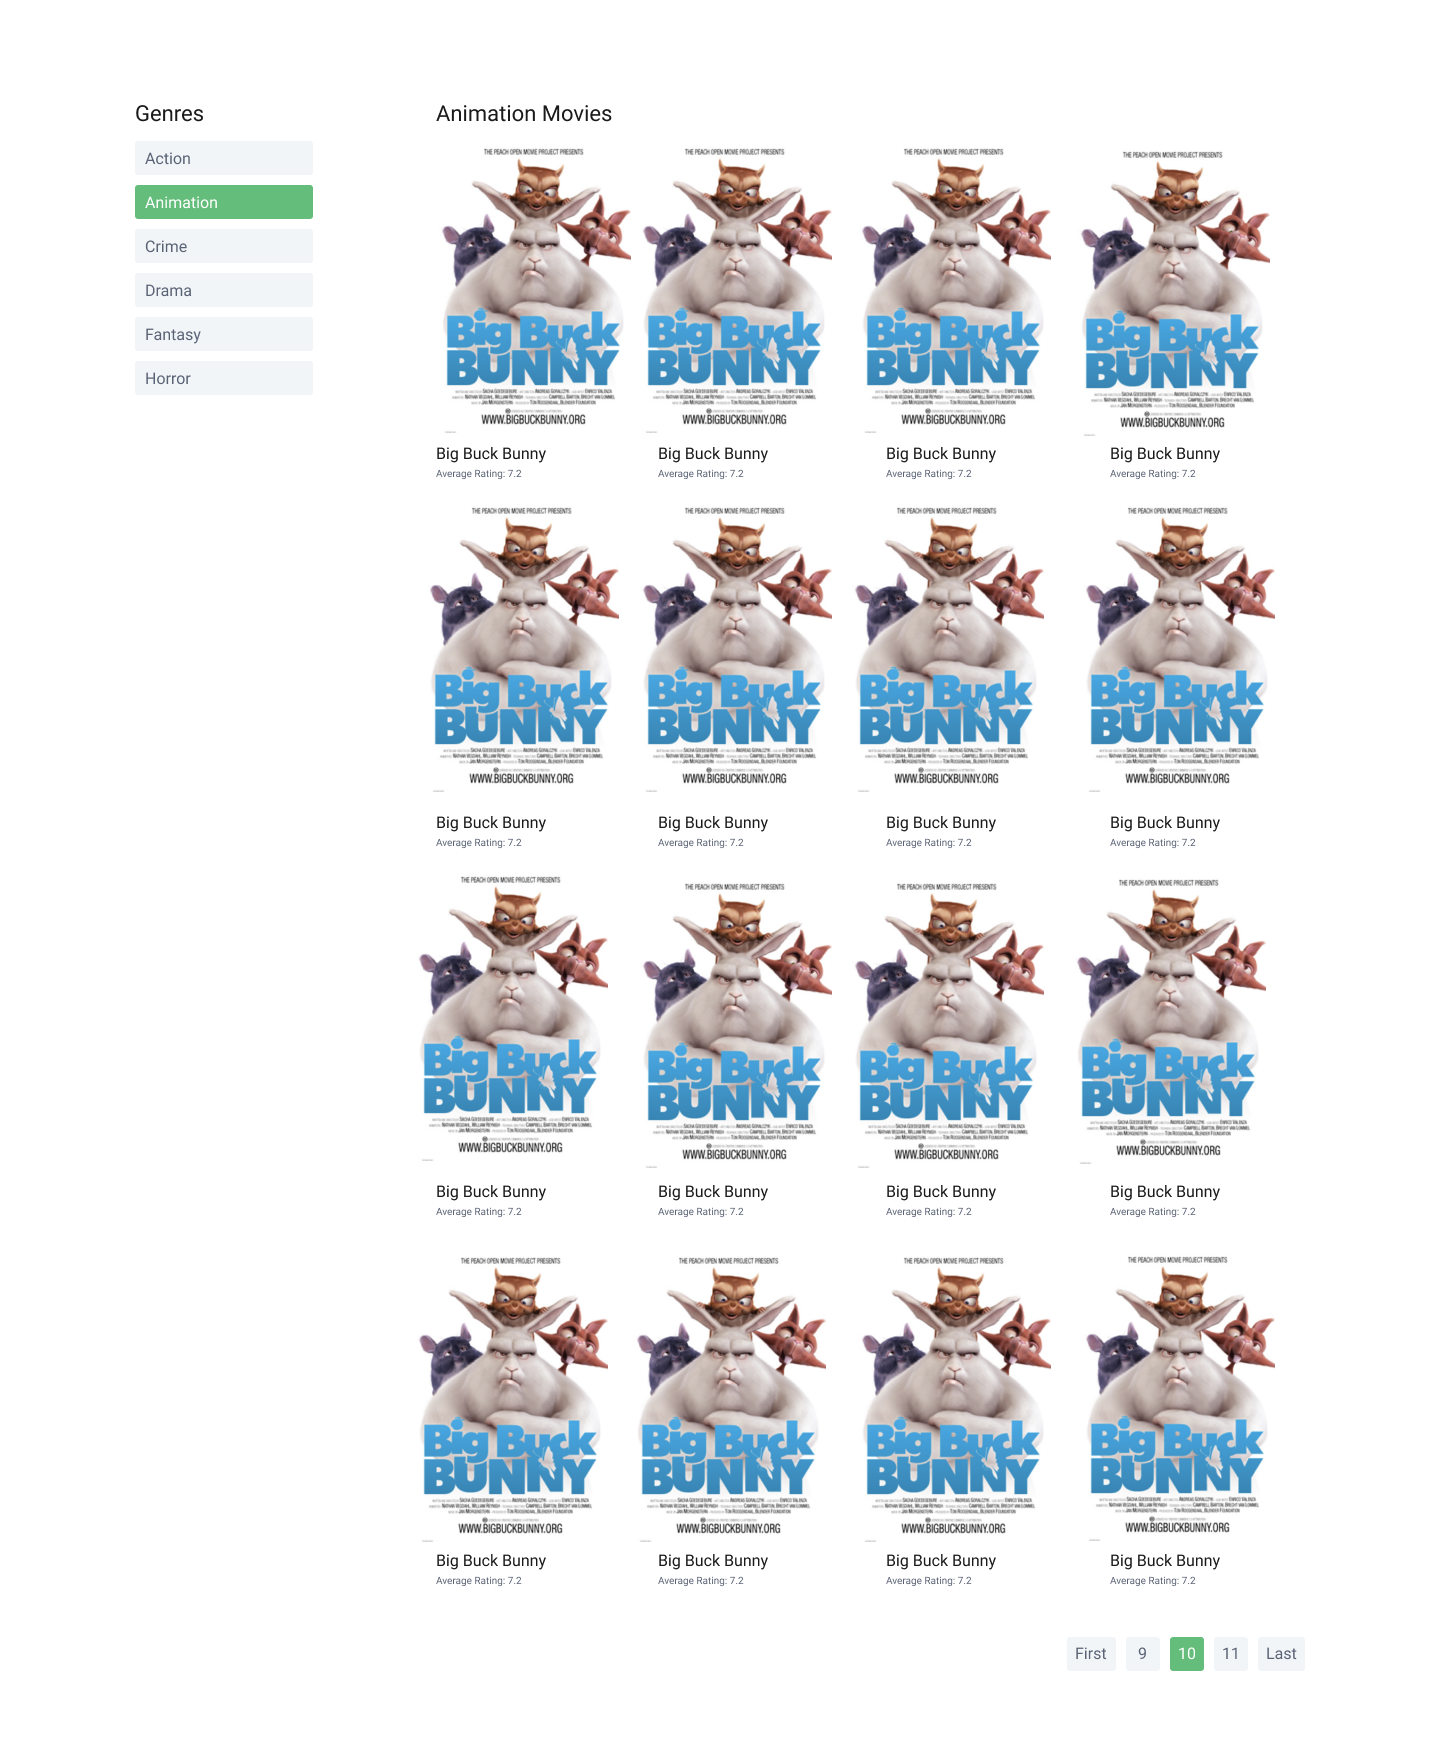 Genres
Action
Animation
Crime
Drama
Fantasy
Horror
Animation Movies
THE PEACH OPEN MOVIE PROJECT PRESENTS
Big Buck
BUNNY
WWW.BIGBUCKBUNNY.ORG
Big Buck Bunny
Average Rating: 7.2
THE PEACH OPEN MOVIE PROJECT PRESENTS
Big Buck
BUNNY
WWW.BIGBUCKBUNNY.ORG
Big Buck Bunny
Average Rating: 7.2
THE PEACH OPEN MOVIE PROJECT PRESENTS
Big Buck
BUNNY
WWW.BIGBUCKBUNNY.ORG
Big Buck Bunny
Average Rating: 7.2
THE PEACH OPEN MOVIE PROJECT PRESENTS
Big Buck
BUNNY
WWW.BIGBUCKBUNNY.ORG
Big Buck Bunny
Average Rating: 7.2
THE PEACH OPEN MOVIE PROJECT PRESENTS
Big Buck
BUNNY
WWW.BIGBUCKBUNNY.ORG
Big Buck Bunny
Average Rating: 7.2
THE PEACH OPEN MOVIE PROJECT PRESENTS
Big Buck
BUNNY
WWW.BIGBUCKBUNNY.ORG
Big Buck Bunny
Average Rating: 7.2
THE PEACH OPEN MOVIE PROJECT PRESENTS
Big Buck
BUNNY
WWW.BIGBUCKBUNNY.ORG
Big Buck Bunny
Average Rating: 7.2
THE PEACH OPEN MOVIE PROJECT PRESENTS
Big Buck
BUNNY
WWW.BIGBUCKBUNNY.ORG
Big Buck Bunny
Average Rating: 7.2
THE PEACH OPEN MOVIE PROJECT PRESENTS
Big Buck
BUNNY
WWW.BIGBUCKBUNNY.ORG
Big Buck Bunny
Average Rating: 7.2
THE PEACH OPEN MOVIE PROJECT PRESENTS
Big Buck
BUNNY
WWW.BIGBUCKBUNNY.ORG
Big Buck Bunny
Average Rating: 7.2
THE PEACH OPEN MOVIE PROJECT PRESENTS
Big Buck
BUNNY
WWW.BIGBUCKBUNNY.ORG
Big Buck Bunny
Average Rating: 7.2
THE PEACH OPEN MOVIE PROJECT PRESENTS
Big Buck
BUNNY
WWW.BIGBUCKBUNNY.ORG
Big Buck Bunny
Average Rating: 7.2
THE PEACH OPEN MOVIE PROJECT PRESENTS
Big Buck
BUNNY
WWW.BIGBUCKBUNNY.ORG
Big Buck Bunny
Average Rating: 7.2
THE PEACH OPEN MOVIE PROJECT PRESENTS
Big Buck
BUNNY
WWW.BIGBUCKBUNNY.ORG
Big Buck Bunny
Average Rating: 7.2
THE PEACH OPEN MOVIE PROJECT PRESENTS
Big Buck
BUNNY
WWW.BIGBUCKBUNNY.ORG
Big Buck Bunny
Average Rating: 7.2
THE PEACH OPEN MOVIE PROJECT PRESENTS
Big Buck
BUNNY
WWW.BIGBUCKBUNNY.ORG
Big Buck Bunny
Average Rating: 7.2
First 9 10 11 Last